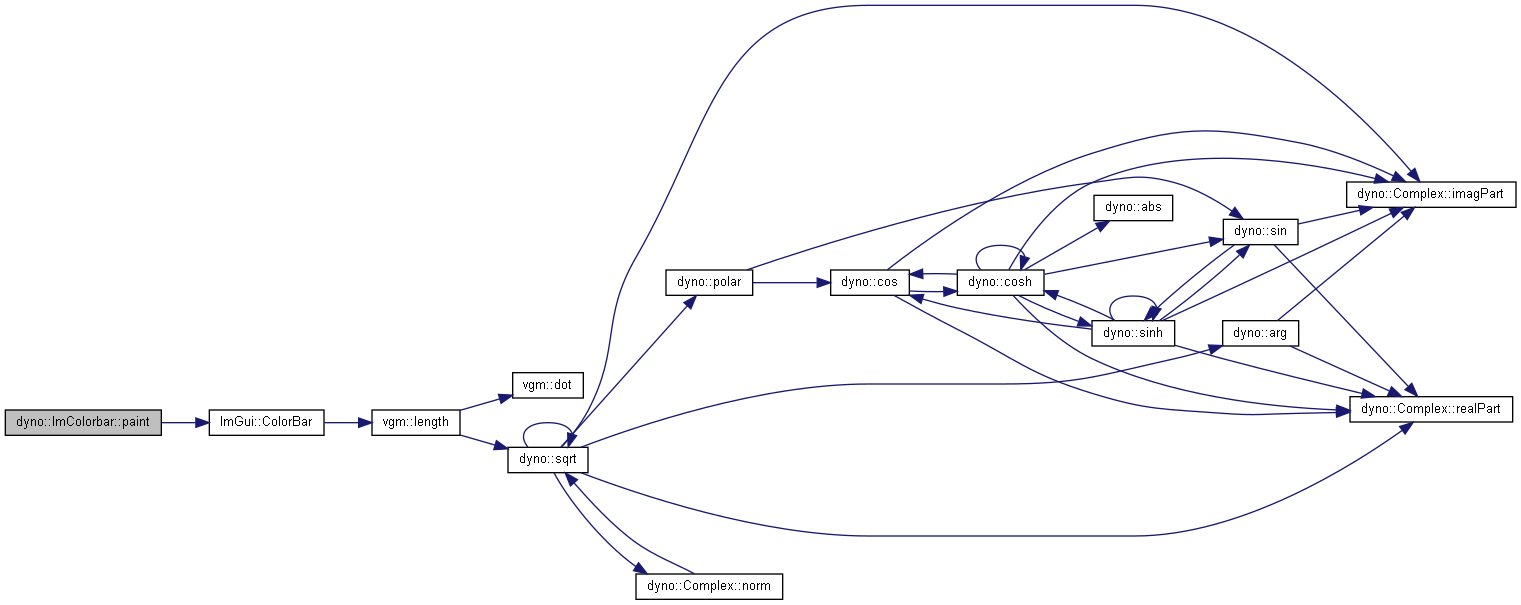 dyno::ImColorbar::paint
ImGui::ColorBar
vgm::length
vgm::dot
dyno::sqrt
dyno::polar
dyno::Complex::norm
dyno::cos
dyno::cosh
dyno::abs
dyno::sinh
dyno::sin
dyno::arg
dyno::Complex::imagPart
dyno::Complex::realPart